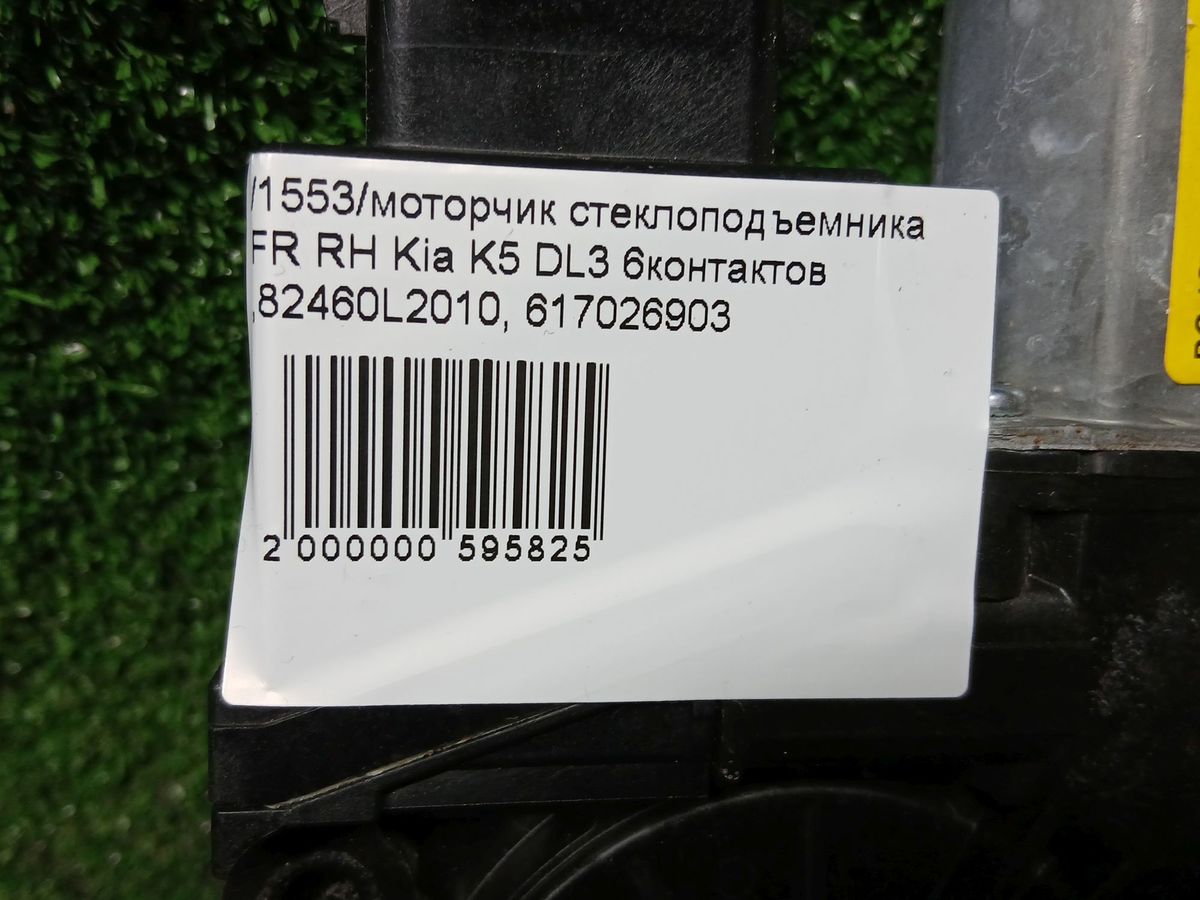 /1553/моторчик стеклоподъемника
FR RH Kia K5 DL3 6контактов
,82460L2010, 617026903
2 000000 595825